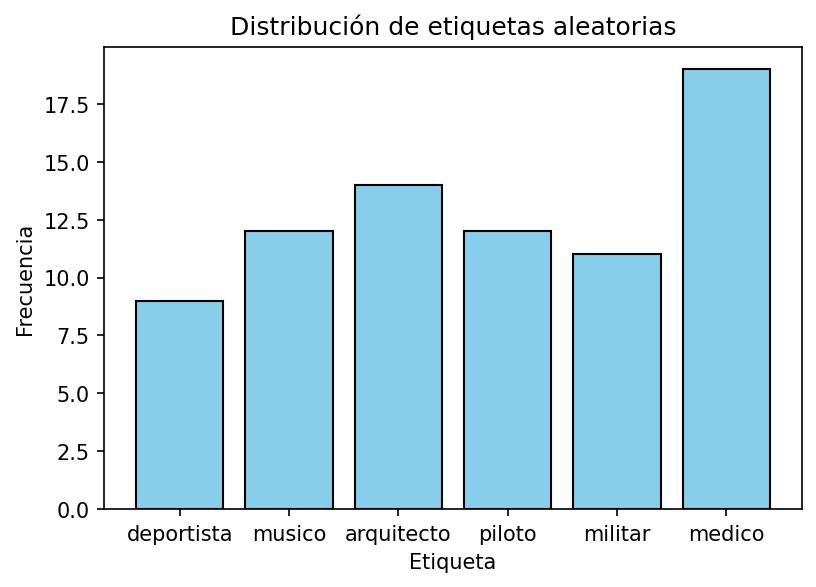 Distribución de etiquetas aleatorias
Frecuencia
17.5
15.0
12.5
10.0
7.5
5.0
2.5
0.0
deportista musico arquitecto piloto militar medico
Etiqueta